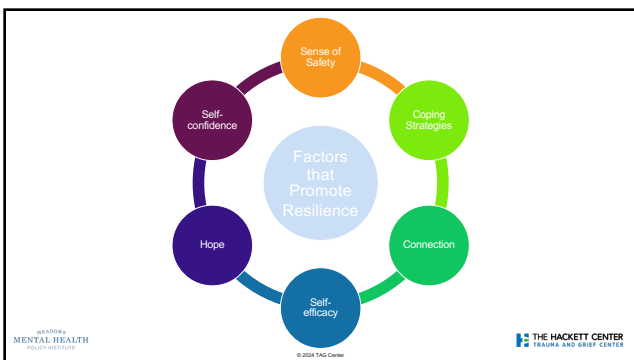 Sense of
Safety
Self-
confidence
Coping
Strategies
Factors
that
Promote
Resilience
Hope
Connection
Self-
efficacy
MEADOWS
MENTAL HEALTH
POLICY INSTITUTE
THE HACKETT CENTER
TRAUMA AND GRIEF CENTER
© 2024 TAG Center